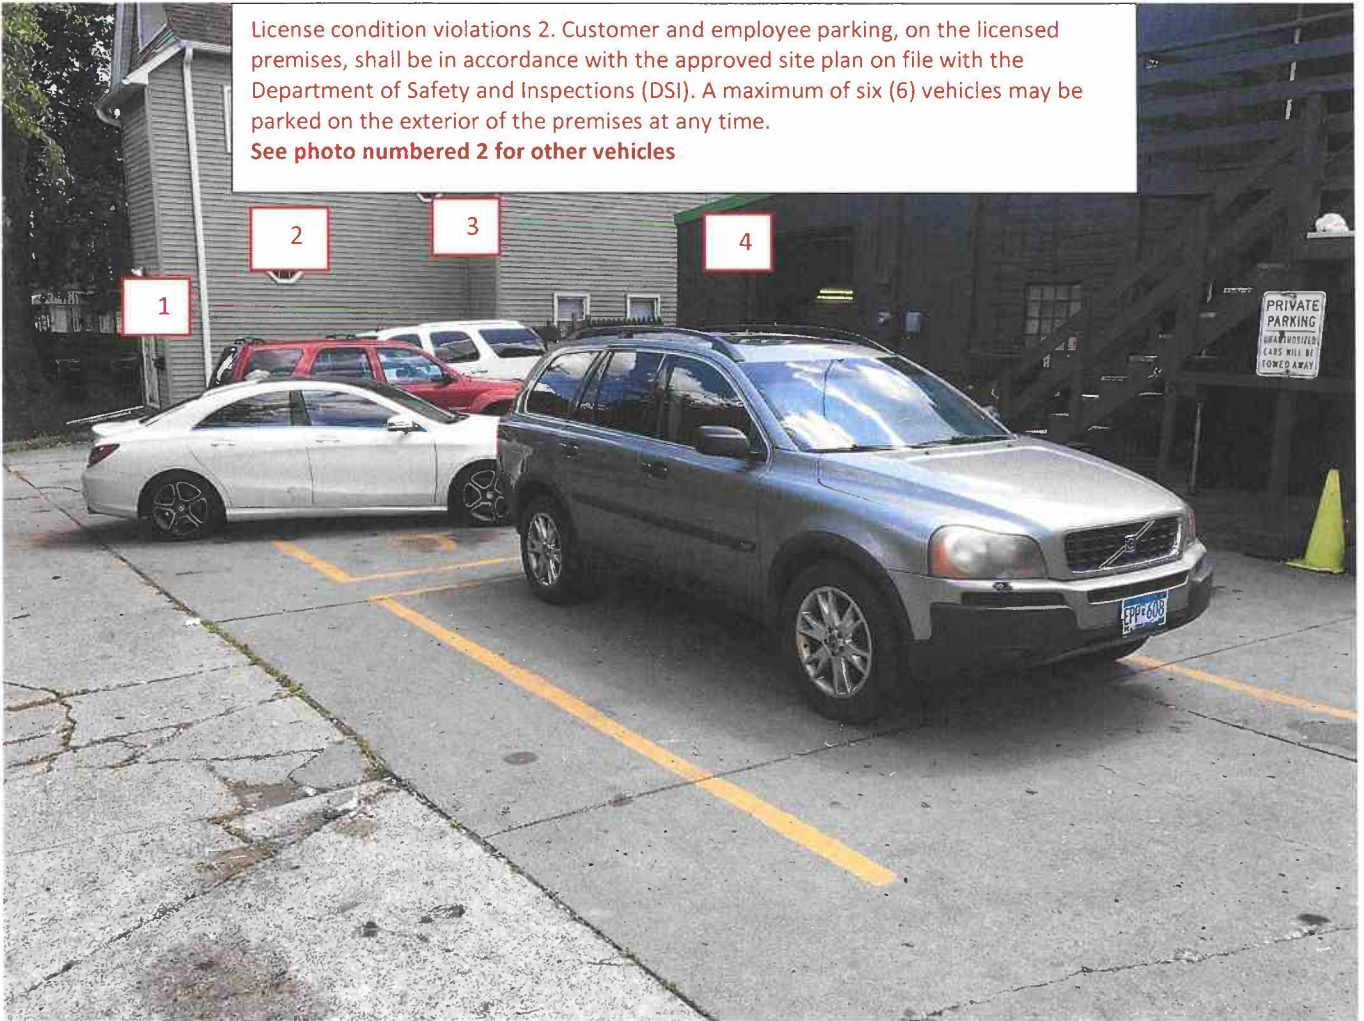 License condition violations 2. Customer and employee parking, on the licensed
premises, shall be in accordance with the approved site plan on file with the
Department of Safety and Inspections (DSI). A maximum of six (6) vehicles may be
parked on the exterior of the premises at any time.
See photo numbered 2 for other vehicles
2
3
4
1
PRIVATE
PARKING
UNAUTHORIZED
CARS WILL BE
TOWED AWAY
EPP 608